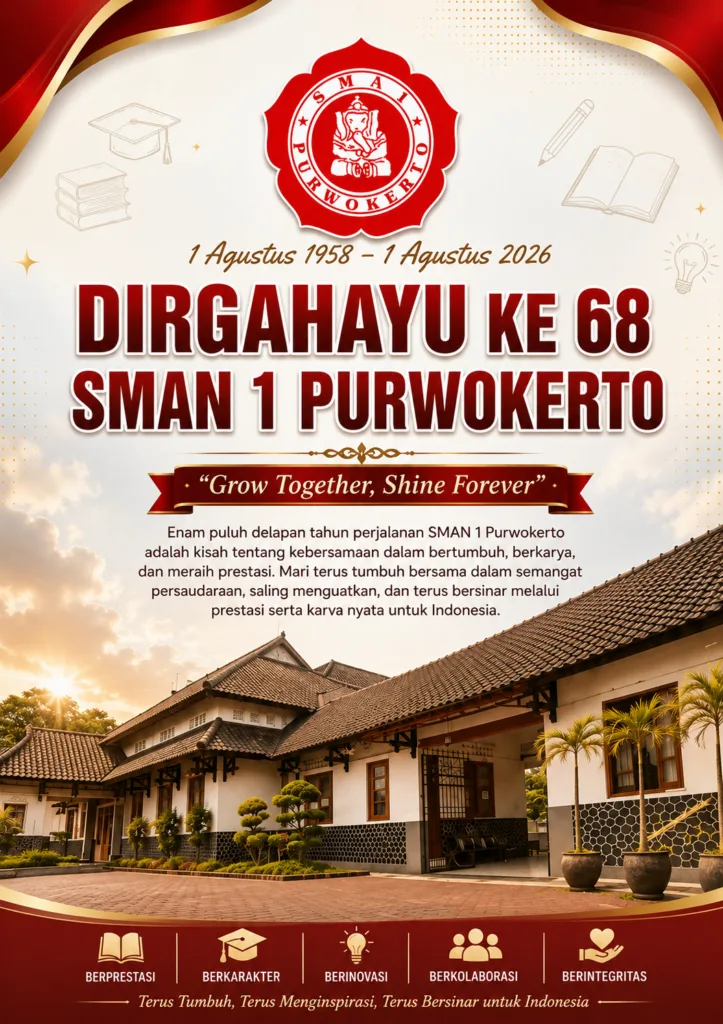 SMA 1
PURWOKERTO
1 Agustus 1958 – 1 Agustus 2026
DIRGAHAYU KE 68
SMAN 1 PURWOKERTO
“Grow Together, Shine Forever”
Enam puluh delapan tahun perjalanan SMAN 1 Purwokerto
adalah kisah tentang kebersamaan dalam bertumbuh, berkarya,
dan meraih prestasi. Mari terus tumbuh bersama dalam semangat
persaudaraan, saling menguatkan, dan terus bersinar melalui
prestasi serta karva nyata untuk Indonesia.
BERPRESTASI
BERKARAKTER
BERINOVASI
BERKOLABORASI
BERINTEGRITAS
Terus Tumbuh, Terus Menginspirasi, Terus Bersinar untuk Indonesia